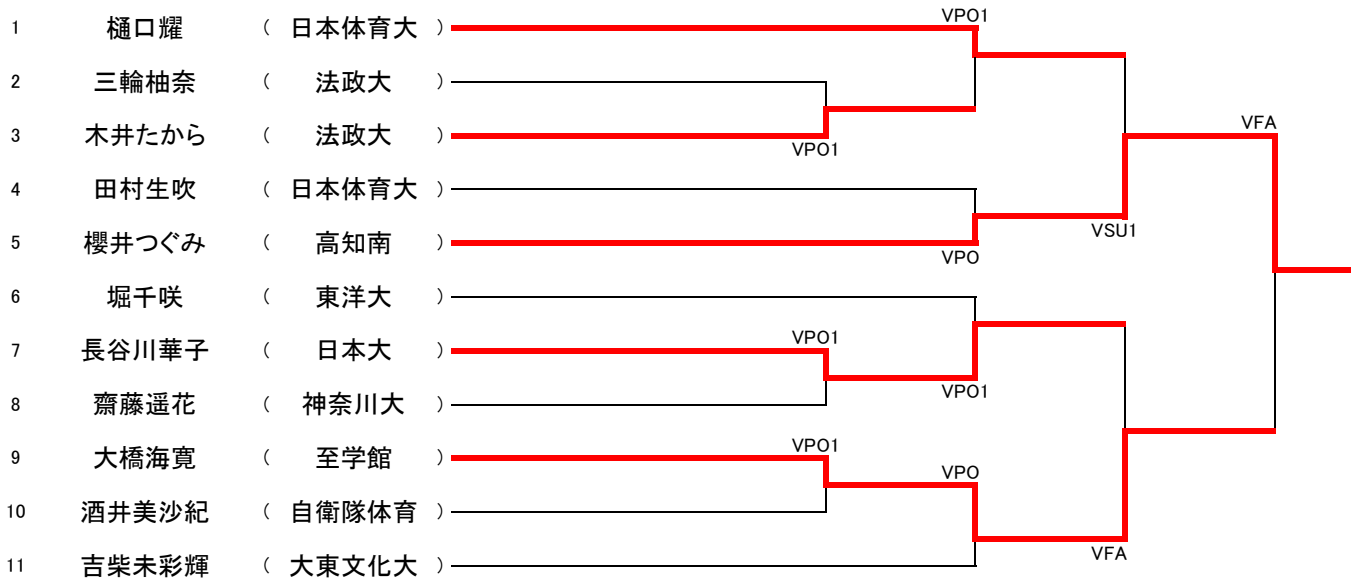 VPO1
1 樋口耀 ( 日本体育大 )
2 三輪柚奈 ( 法政大 )
VFA
3 木井たから ( 法政大 )
VPO1
4 田村生吹 ( 日本体育大 )
VSU1
5 櫻井つぐみ ( 高知南 )
VPO
6 堀千咲 ( 東洋大 )
VPO1
7 長谷川華子 ( 日本大 )
VPO1
8 齋藤遥花 ( 神奈川大 )
VPO1
9 大橋海寛 ( 至学館 )
VPO
10 酒井美沙紀 ( 自衛隊体育 )
VFA
11 吉柴未彩輝 ( 大東文化大 )